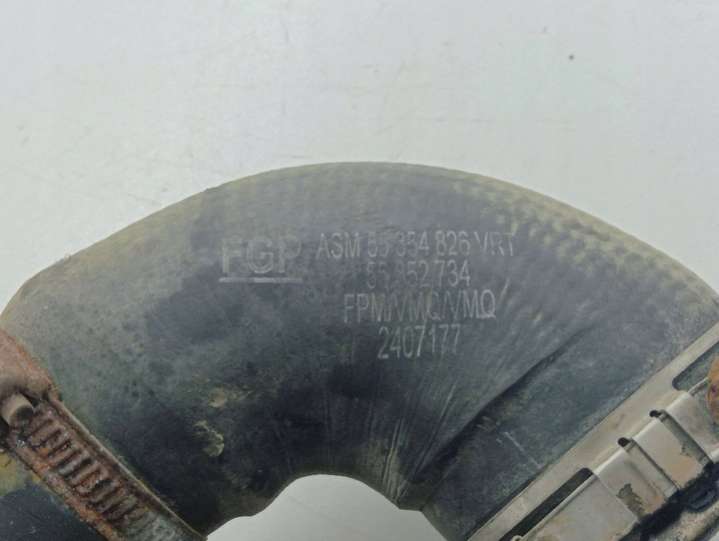 FGP ASM 55 354 826 VRT
55 352 734
FPM/VMQ/VMQ
2407177